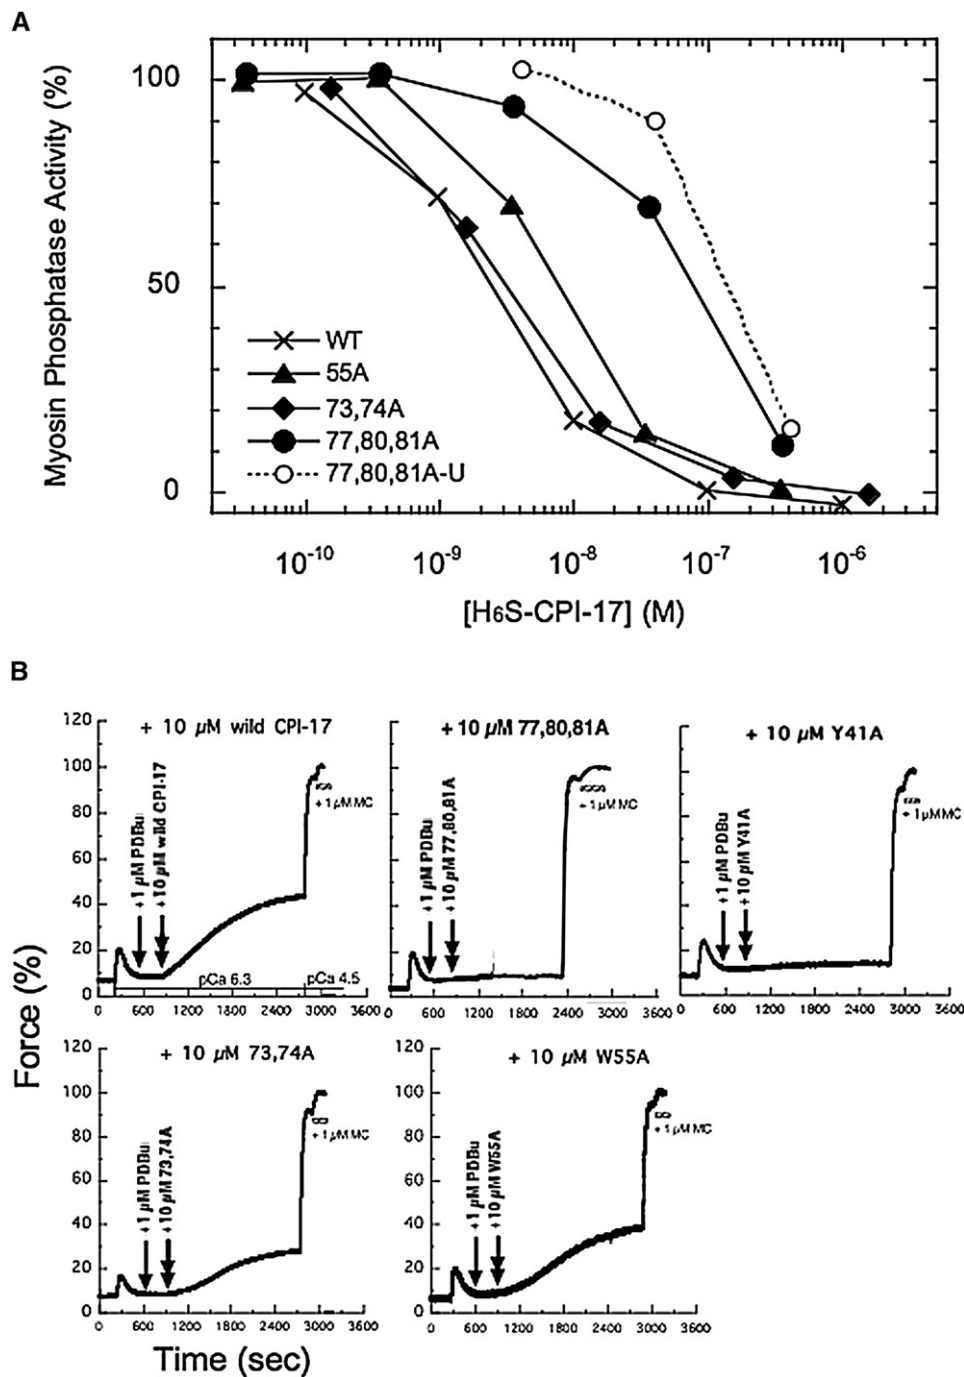 A
Myosin Phosphatase Activity (%)
100
50
0
WT
55A
73,74A
77,80,81A
77,80,81A-U
10-10 10-9 10-8 10-7 10-6
[H6S-CPI-17] (M)
B
Force (%)
+ 10 µM wild CPI-17
120
100
80
60
40
20
0
+1 µM PDBu
+10 µM wild CPI-17
+ 1 µM MC
pCa 6.3
pCa 4.5
0 600 1200 1800 2400 3000 3600
+ 10 µM 77,80,81A
+1 µM PDBu
+10 µM 77,80,81A
+ 1 µM MC
0 600 1200 1800 2400 3000 3600
+ 10 µM Y41A
+1 µM PDBu
+10 µM Y41A
+ 1 µM MC
0 600 1200 1800 2400 3000 3600
+ 10 µM 73,74A
120
100
80
60
40
20
0
+1 µM PDBu
+10 µM 73,74A
+ 1 µM MC
0 600 1200 1800 2400 3000 3600
+ 10 µM W55A
120
100
80
60
40
20
0
+1 µM PDBu
+10 µM W55A
+ 1 µM MC
0 600 1200 1800 2400 3000 3600
Time (sec)